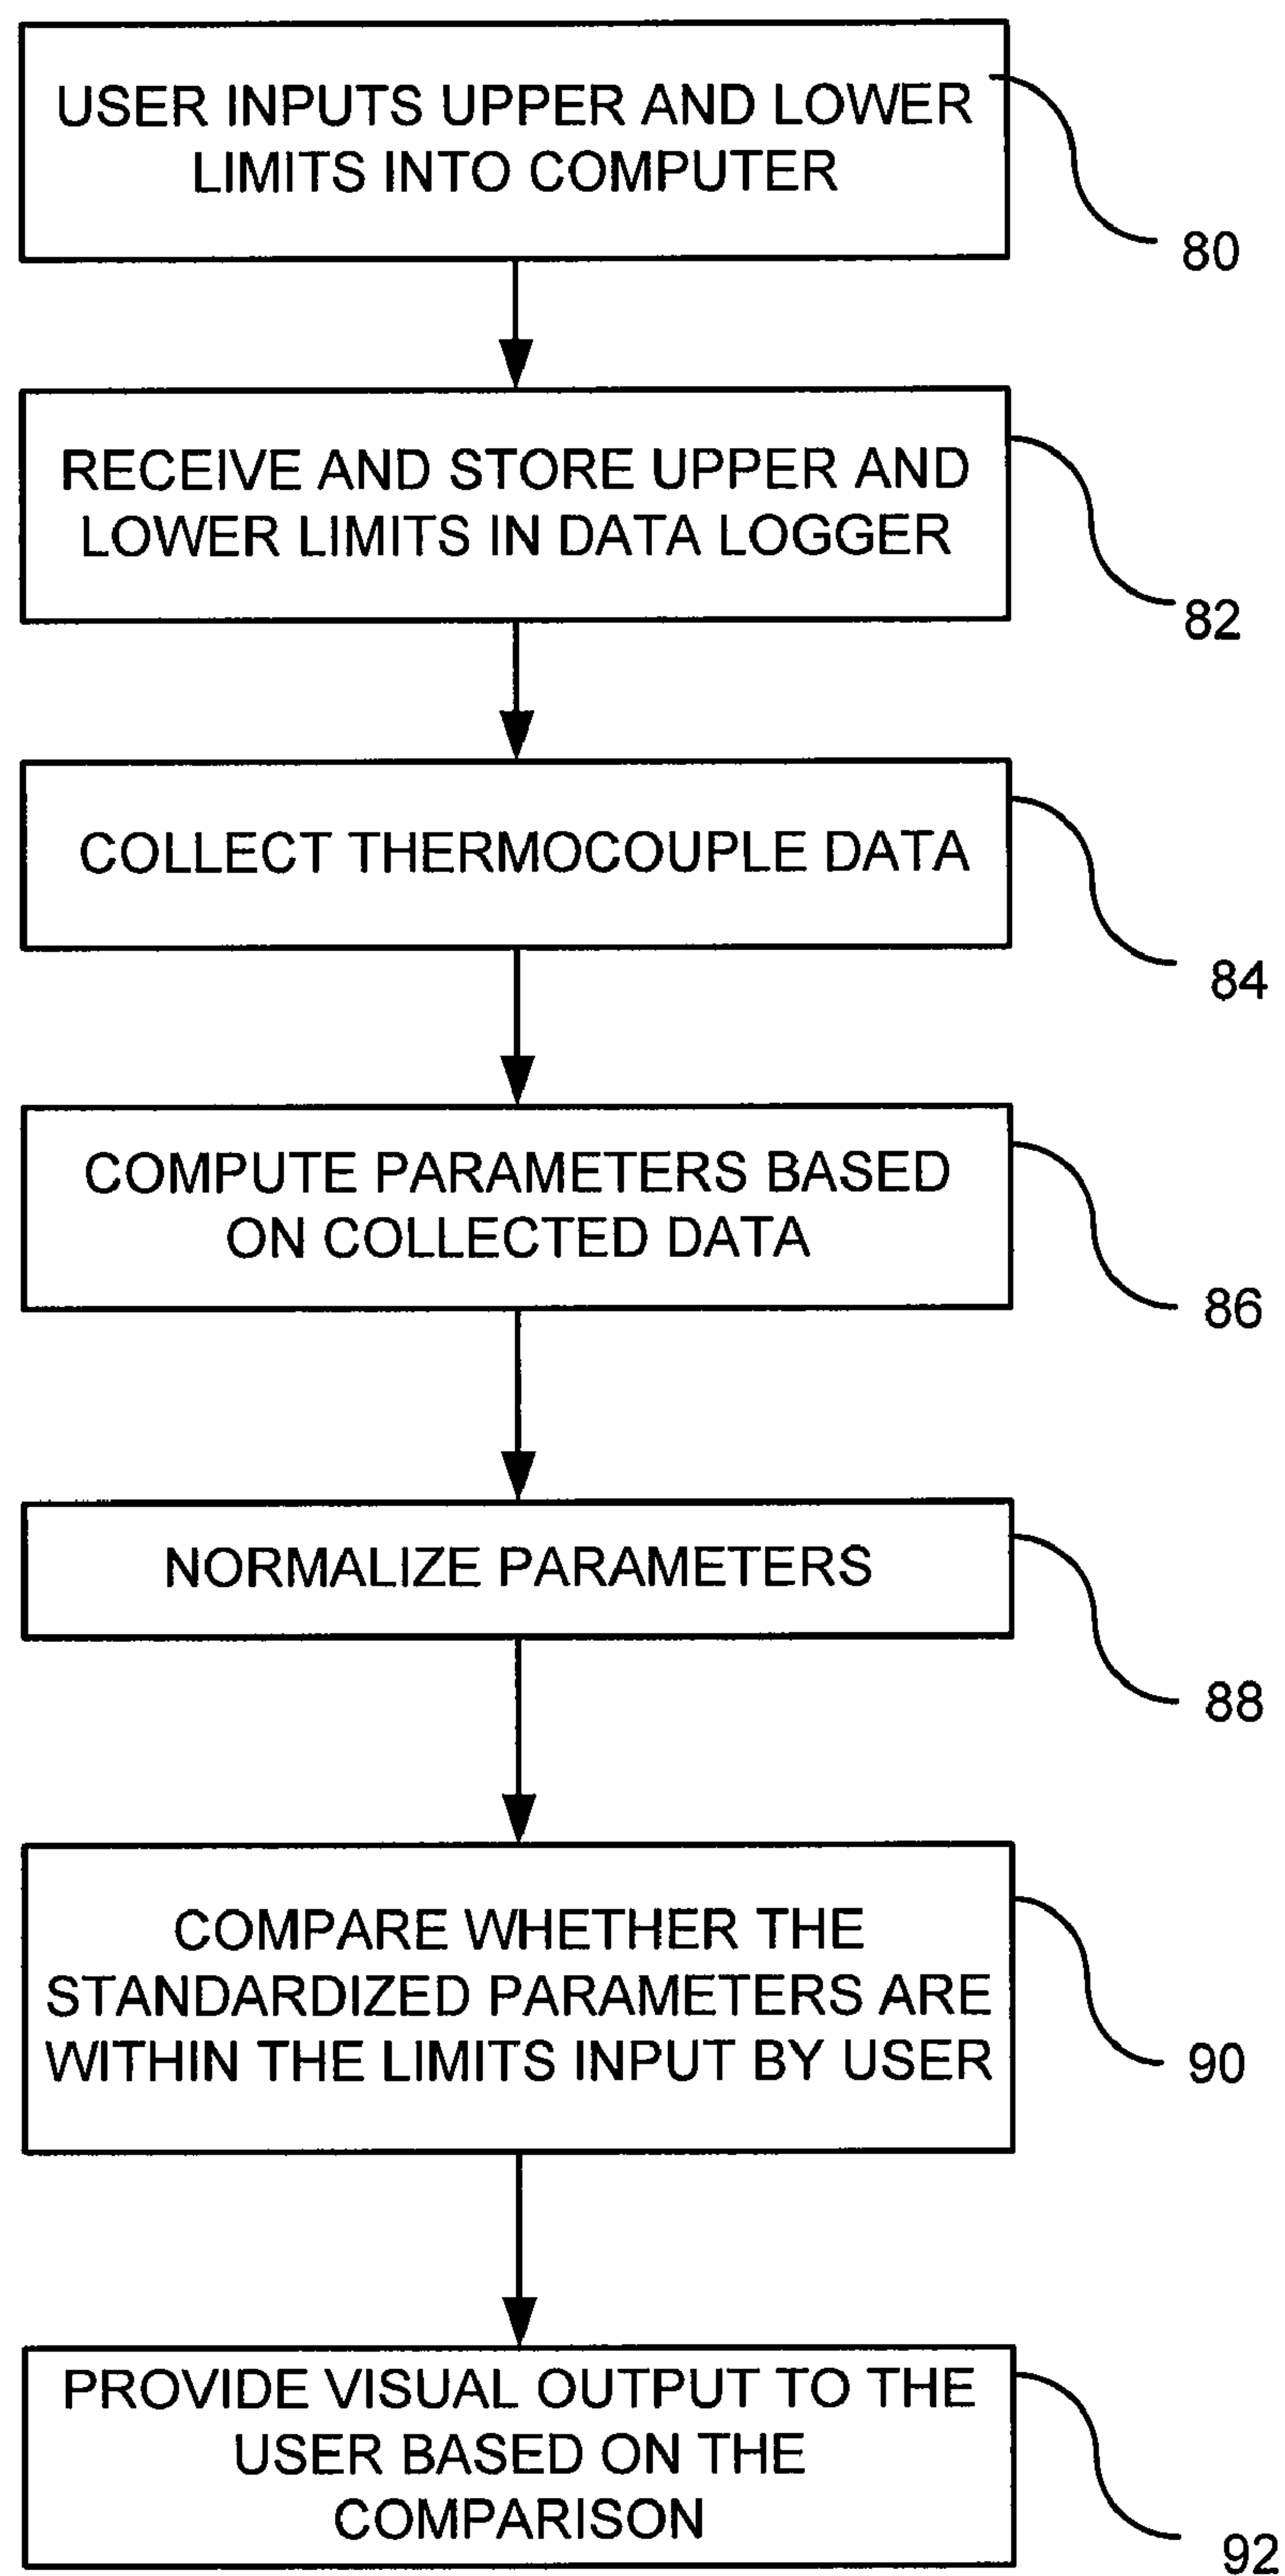 USER INPUTS UPPER AND LOWER
LIMITS INTO COMPUTER
80
RECEIVE AND STORE UPPER AND
LOWER LIMITS IN DATA LOGGER
82
COLLECT THERMOCOUPLE DATA
84
COMPUTE PARAMETERS BASED
ON COLLECTED DATA
86
NORMALIZE PARAMETERS
88
COMPARE WHETHER THE
STANDARDIZED PARAMETERS ARE
WITHIN THE LIMITS INPUT BY USER
90
PROVIDE VISUAL OUTPUT TO THE
USER BASED ON THE
COMPARISON
92